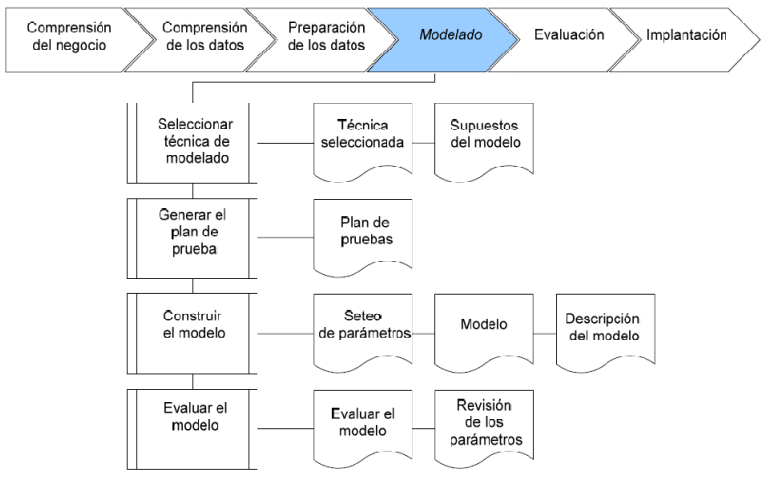 Comprensión
del negocio
Comprensión
de los datos
Preparación
de los datos
Modelado
Evaluación
Implantación
Seleccionar
técnica de
modelado
Técnica
seleccionada
Supuestos
del modelo
Generar el
plan de
prueba
Plan de
pruebas
Construir
el modelo
Seteo
de parámetros
Modelo
Descripción
del modelo
Evaluar el
modelo
Evaluar el
modelo
Revisión
de los
parámetros